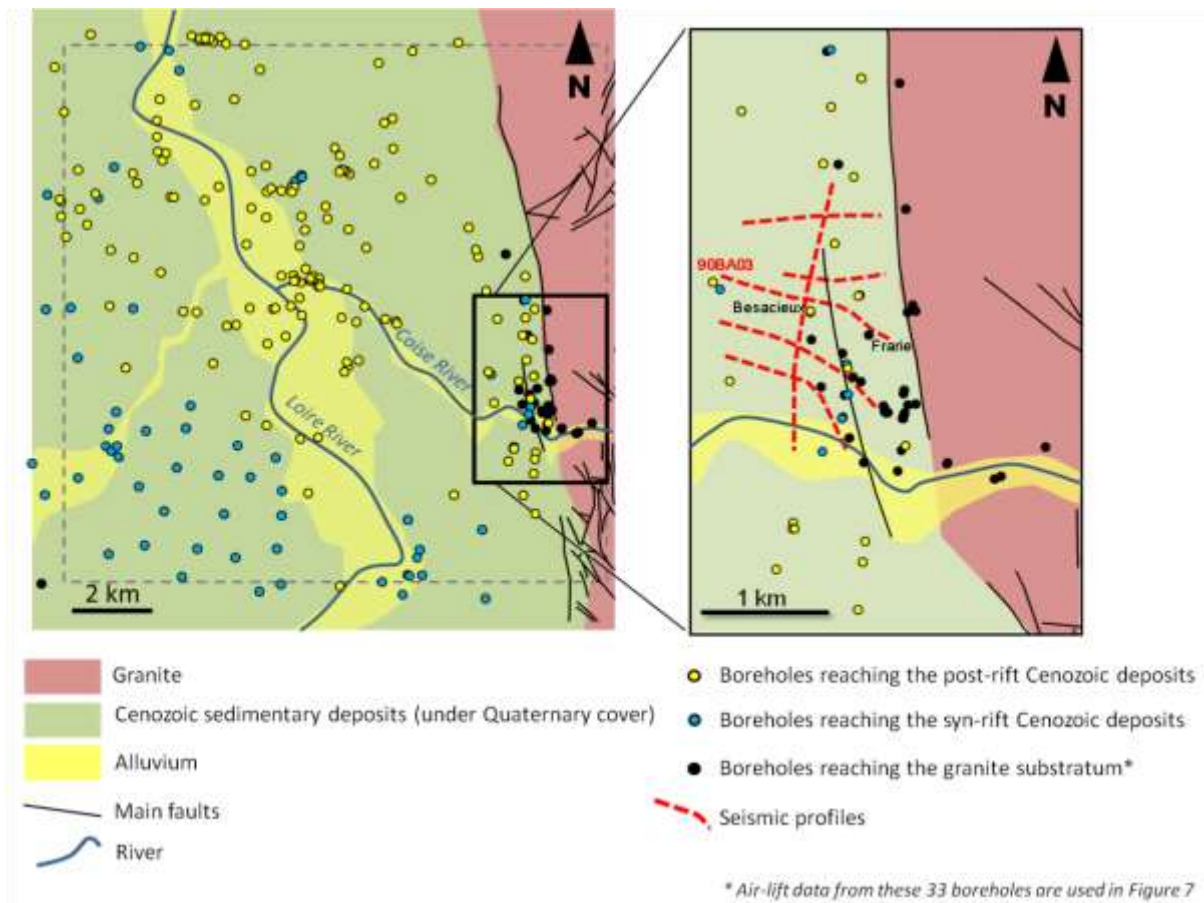 N
N
90BA03
Besacieux
Frarie
Coise River
Loire River
2 km
1 km
Granite
Cenozoic sedimentary deposits (under Quaternary cover)
Alluvium
Main faults
River
Boreholes reaching the post-rift Cenozoic deposits
Boreholes reaching the syn-rift Cenozoic deposits
Boreholes reaching the granite substratum*
Seismic profiles
* Air-lift data from these 33 boreholes are used in Figure 7